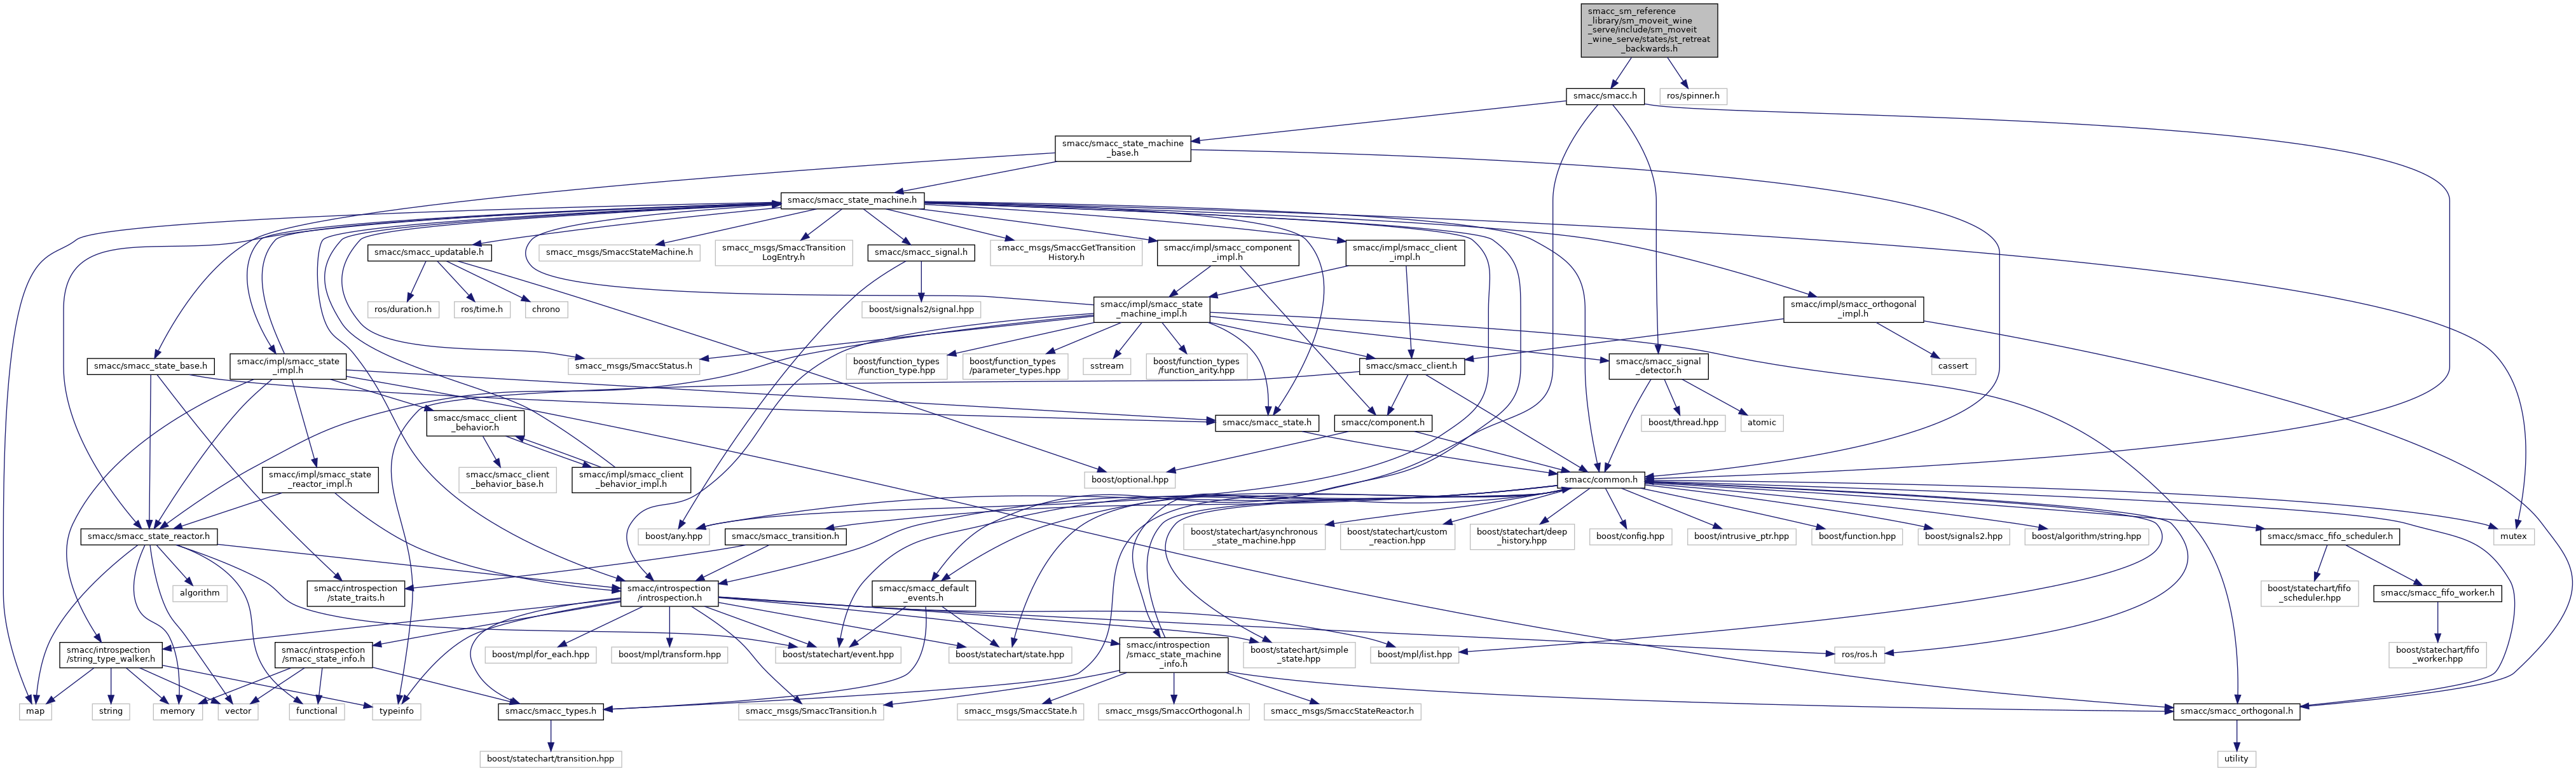 smacc_sm_reference
_library/sm_moveit_wine
_serve/include/sm_moveit
_wine_serve/states/st_retreat
_backwards.h
smacc/smacc.h
ros/spinner.h
smacc/smacc_state_machine
_base.h
smacc/smacc_state_machine.h
smacc/smacc_updatable.h
smacc_msgs/SmaccStateMachine.h
smacc_msgs/SmaccTransition
LogEntry.h
smacc/smacc_signal.h
smacc_msgs/SmaccGetTransition
History.h
smacc/impl/smacc_component
_impl.h
smacc/impl/smacc_client
_impl.h
ros/duration.h
ros/time.h
chrono
boost/signals2/signal.hpp
smacc/impl/smacc_state
_machine_impl.h
smacc/impl/smacc_orthogonal
_impl.h
smacc/smacc_state_base.h
smacc/impl/smacc_state
_impl.h
smacc_msgs/SmaccStatus.h
boost/function_types
/function_type.hpp
boost/function_types
/parameter_types.hpp
sstream
boost/function_types
/function_arity.hpp
smacc/smacc_client.h
smacc/smacc_signal
_detector.h
cassert
smacc/smacc_client
_behavior.h
smacc/smacc_state.h
smacc/component.h
boost/thread.hpp
atomic
smacc/impl/smacc_state
_reactor_impl.h
smacc/smacc_client
_behavior_base.h
smacc/impl/smacc_client
_behavior_impl.h
boost/optional.hpp
smacc/common.h
smacc/smacc_state_reactor.h
boost/any.hpp
smacc/smacc_transition.h
boost/statechart/asynchronous
_state_machine.hpp
boost/statechart/custom
_reaction.hpp
boost/statechart/deep
_history.hpp
boost/config.hpp
boost/intrusive_ptr.hpp
boost/function.hpp
boost/signals2.hpp
boost/algorithm/string.hpp
smacc/smacc_fifo_scheduler.h
mutex
algorithm
smacc/introspection
/state_traits.h
smacc/introspection
/introspection.h
smacc/smacc_default
_events.h
boost/statechart/fifo
_scheduler.hpp
smacc/smacc_fifo_worker.h
smacc/introspection
/string_type_walker.h
smacc/introspection
/smacc_state_info.h
boost/mpl/for_each.hpp
boost/mpl/transform.hpp
boost/statechart/event.hpp
boost/statechart/state.hpp
smacc/introspection
/smacc_state_machine
_info.h
boost/statechart/simple
_state.hpp
boost/mpl/list.hpp
ros/ros.h
boost/statechart/fifo
_worker.hpp
map
string
memory
vector
functional
typeinfo
smacc/smacc_types.h
smacc_msgs/SmaccTransition.h
smacc_msgs/SmaccState.h
smacc_msgs/SmaccOrthogonal.h
smacc_msgs/SmaccStateReactor.h
smacc/smacc_orthogonal.h
boost/statechart/transition.hpp
utility